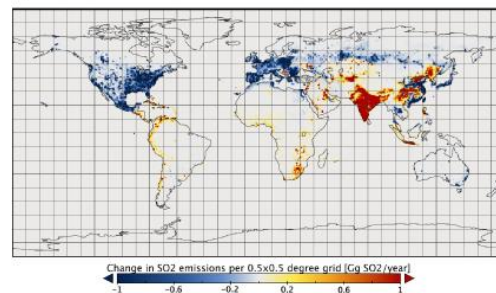 Change in SO2 emissions per 0.5x0.5 degree grid [Gg SO2/year]
-1 -0.6 -0.2 0.2 0.6 1